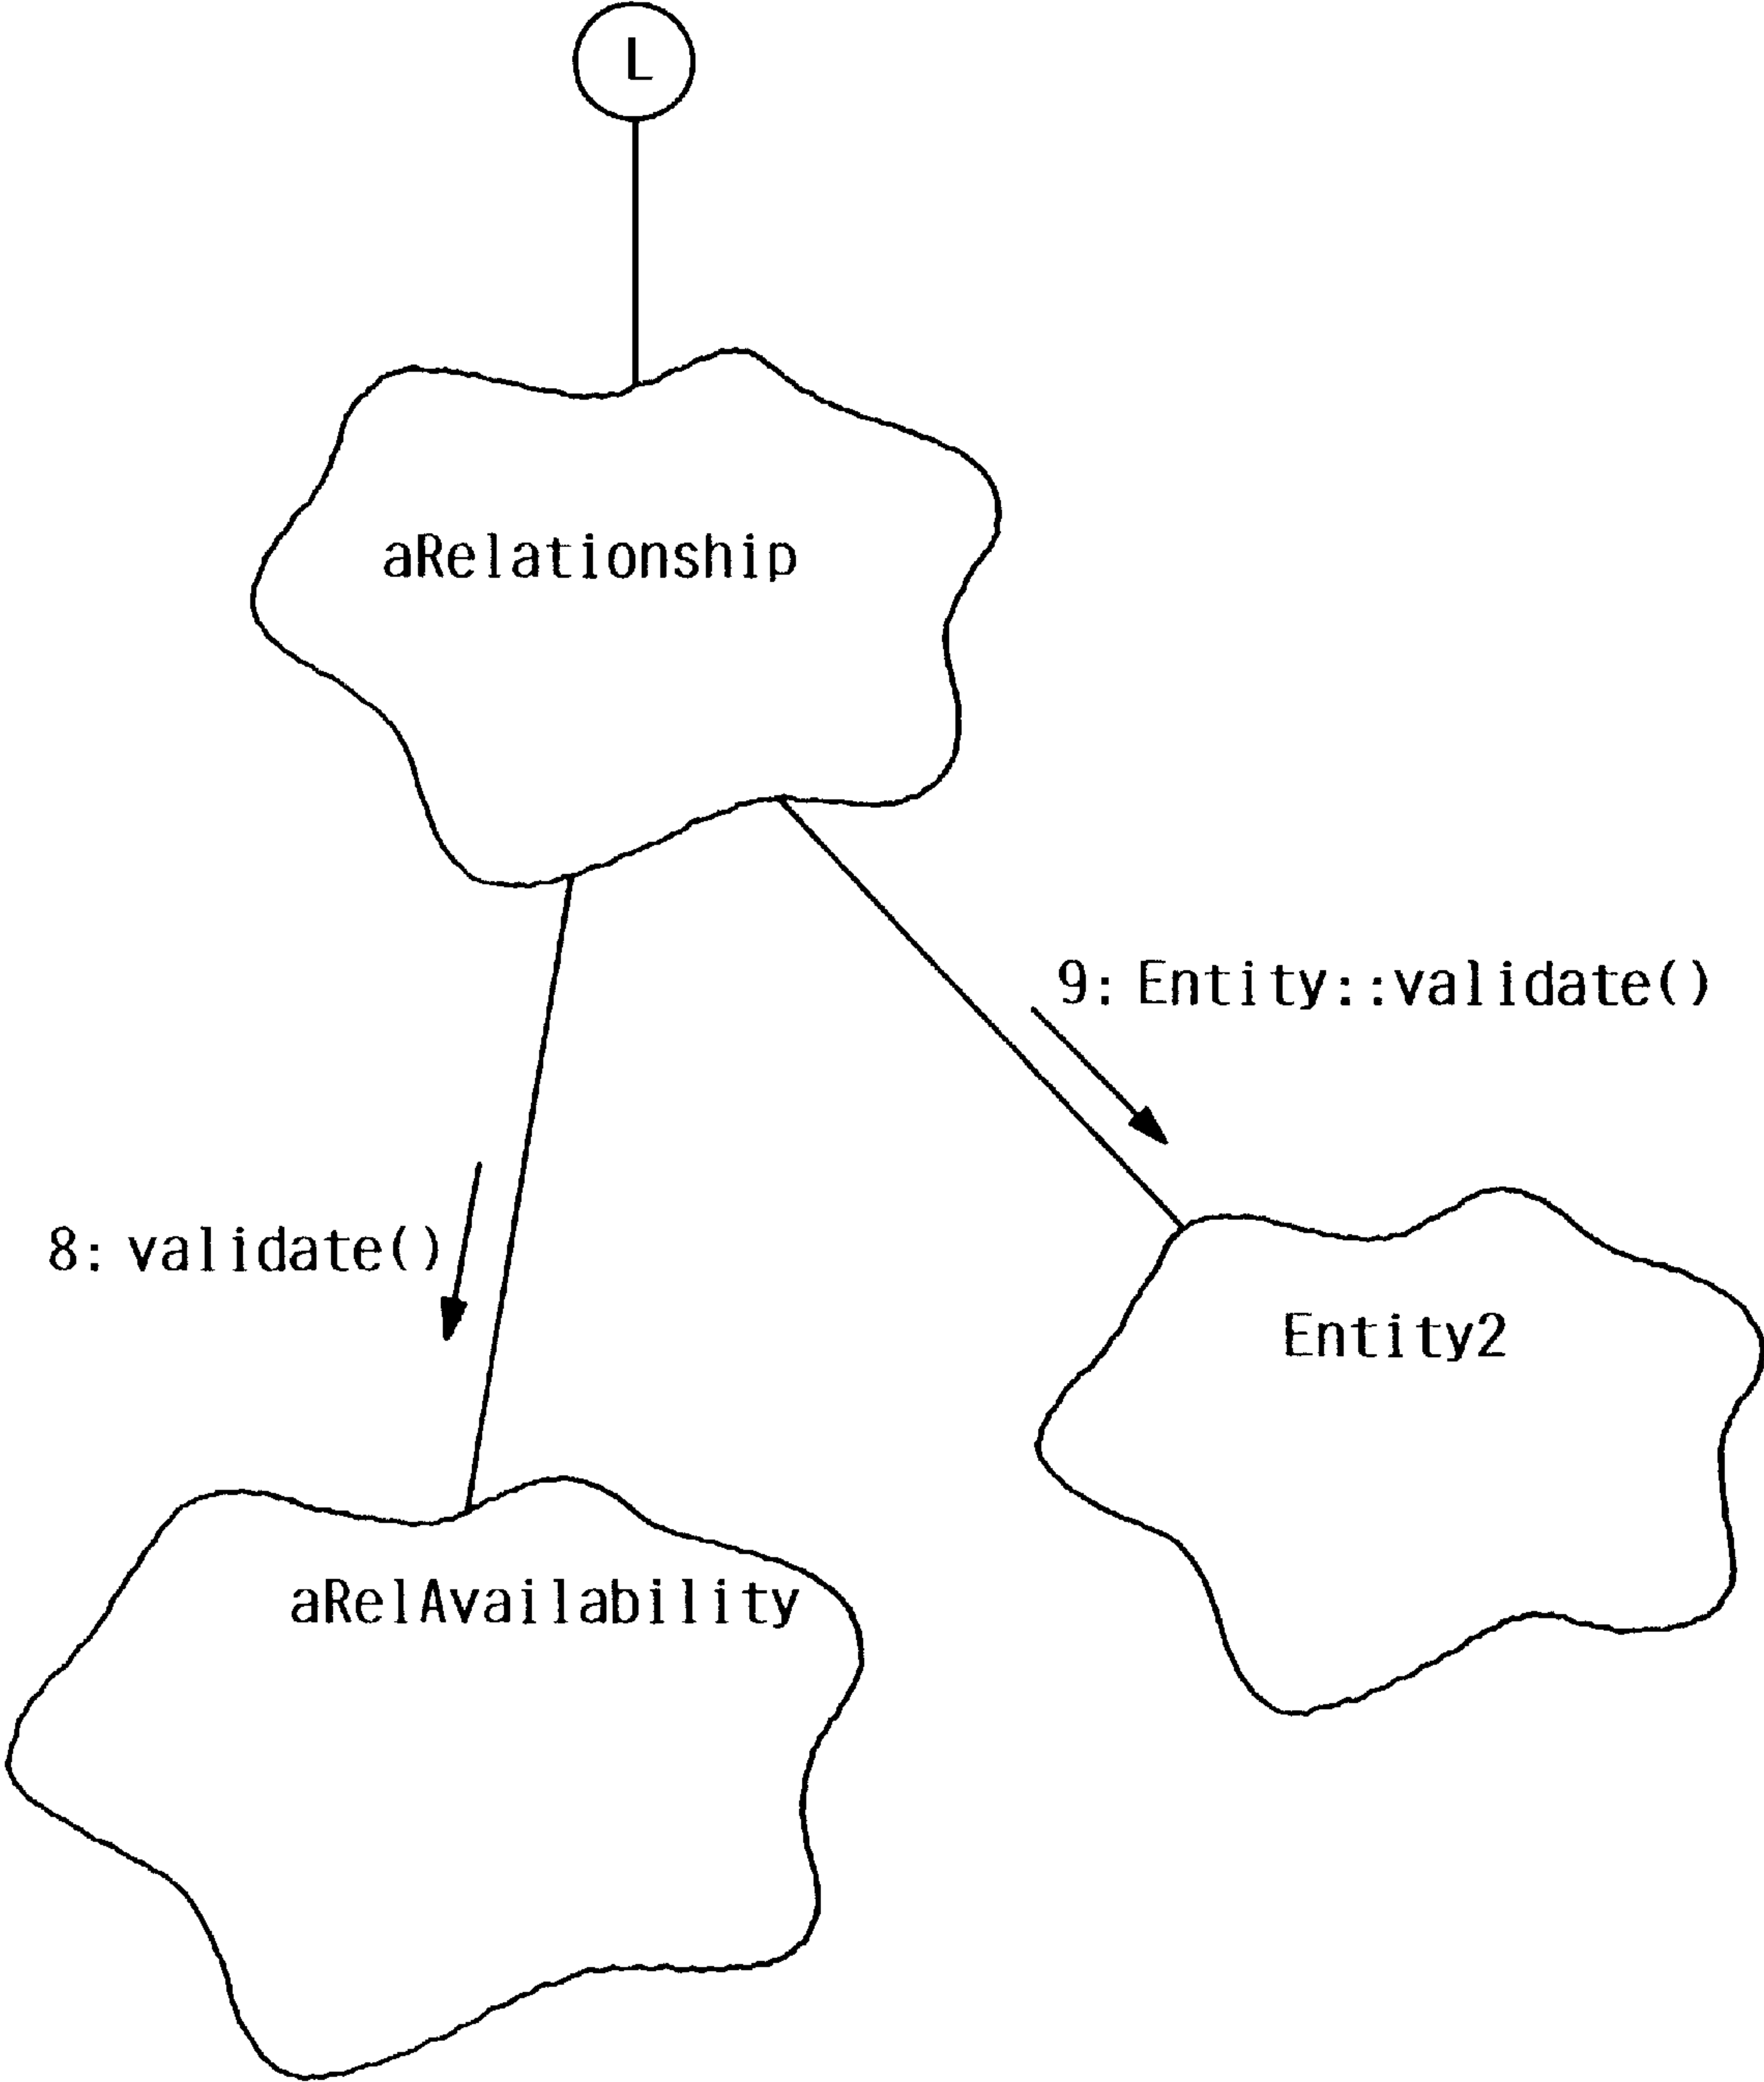 L
aRelationship
9: Entity::validate()
8: validate()
Entity2
aRelAvailability